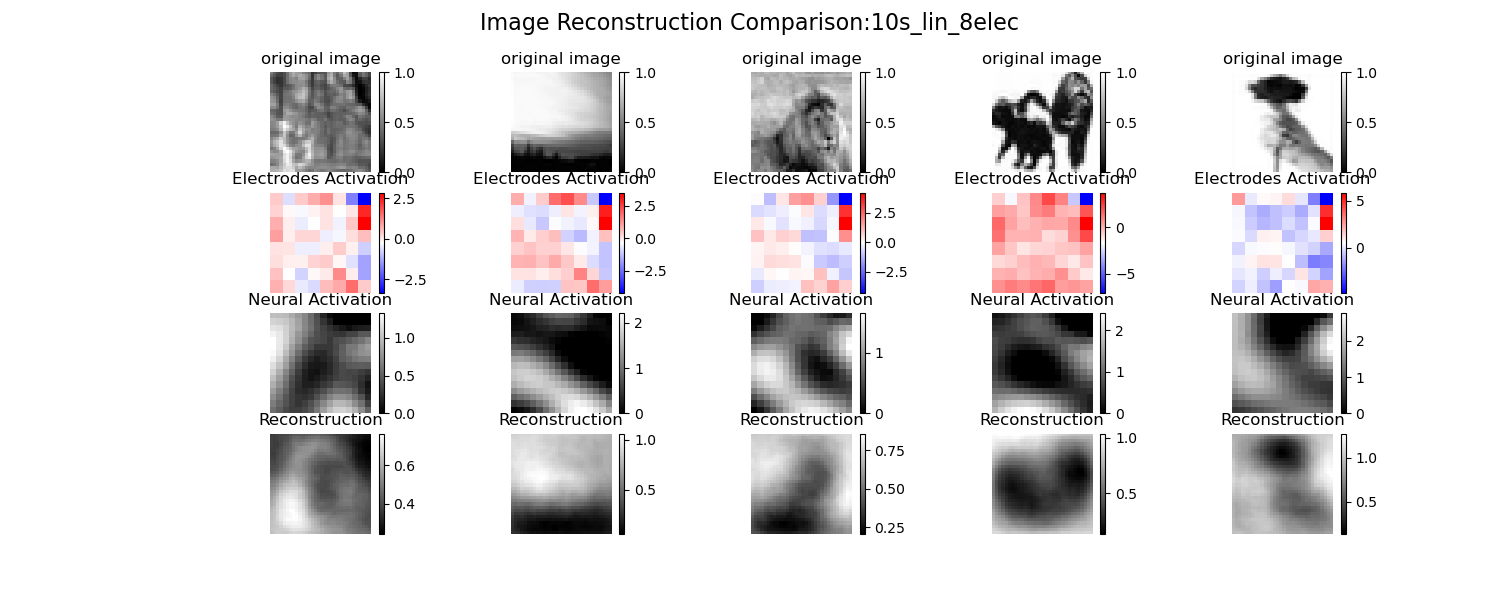 Image Reconstruction Comparison:10s_lin_8elec
original image original image original image original image original image
1.0 1.0 1.0 1.0 1.0
0.5 0.5 0.5 0.5 0.5
0.0 0.0 0.0 0.0 0.0
Electrodes Activation Electrodes Activation Electrodes Activation Electrodes Activation Electrodes Activation
2.5 2.5 2.5 0 5
0.0 0.0 0.0 −5 0
−2.5 −2.5 −2.5
Neural Activation Neural Activation Neural Activation Neural Activation Neural Activation
1.0 2 1 2 2
0.5 1 0 1 1
0.0 0 0 0
Reconstruction Reconstruction Reconstruction Reconstruction Reconstruction
0.6 1.0 0.75 1.0 1.0
0.4 0.5 0.50 0.5 0.5
0.25